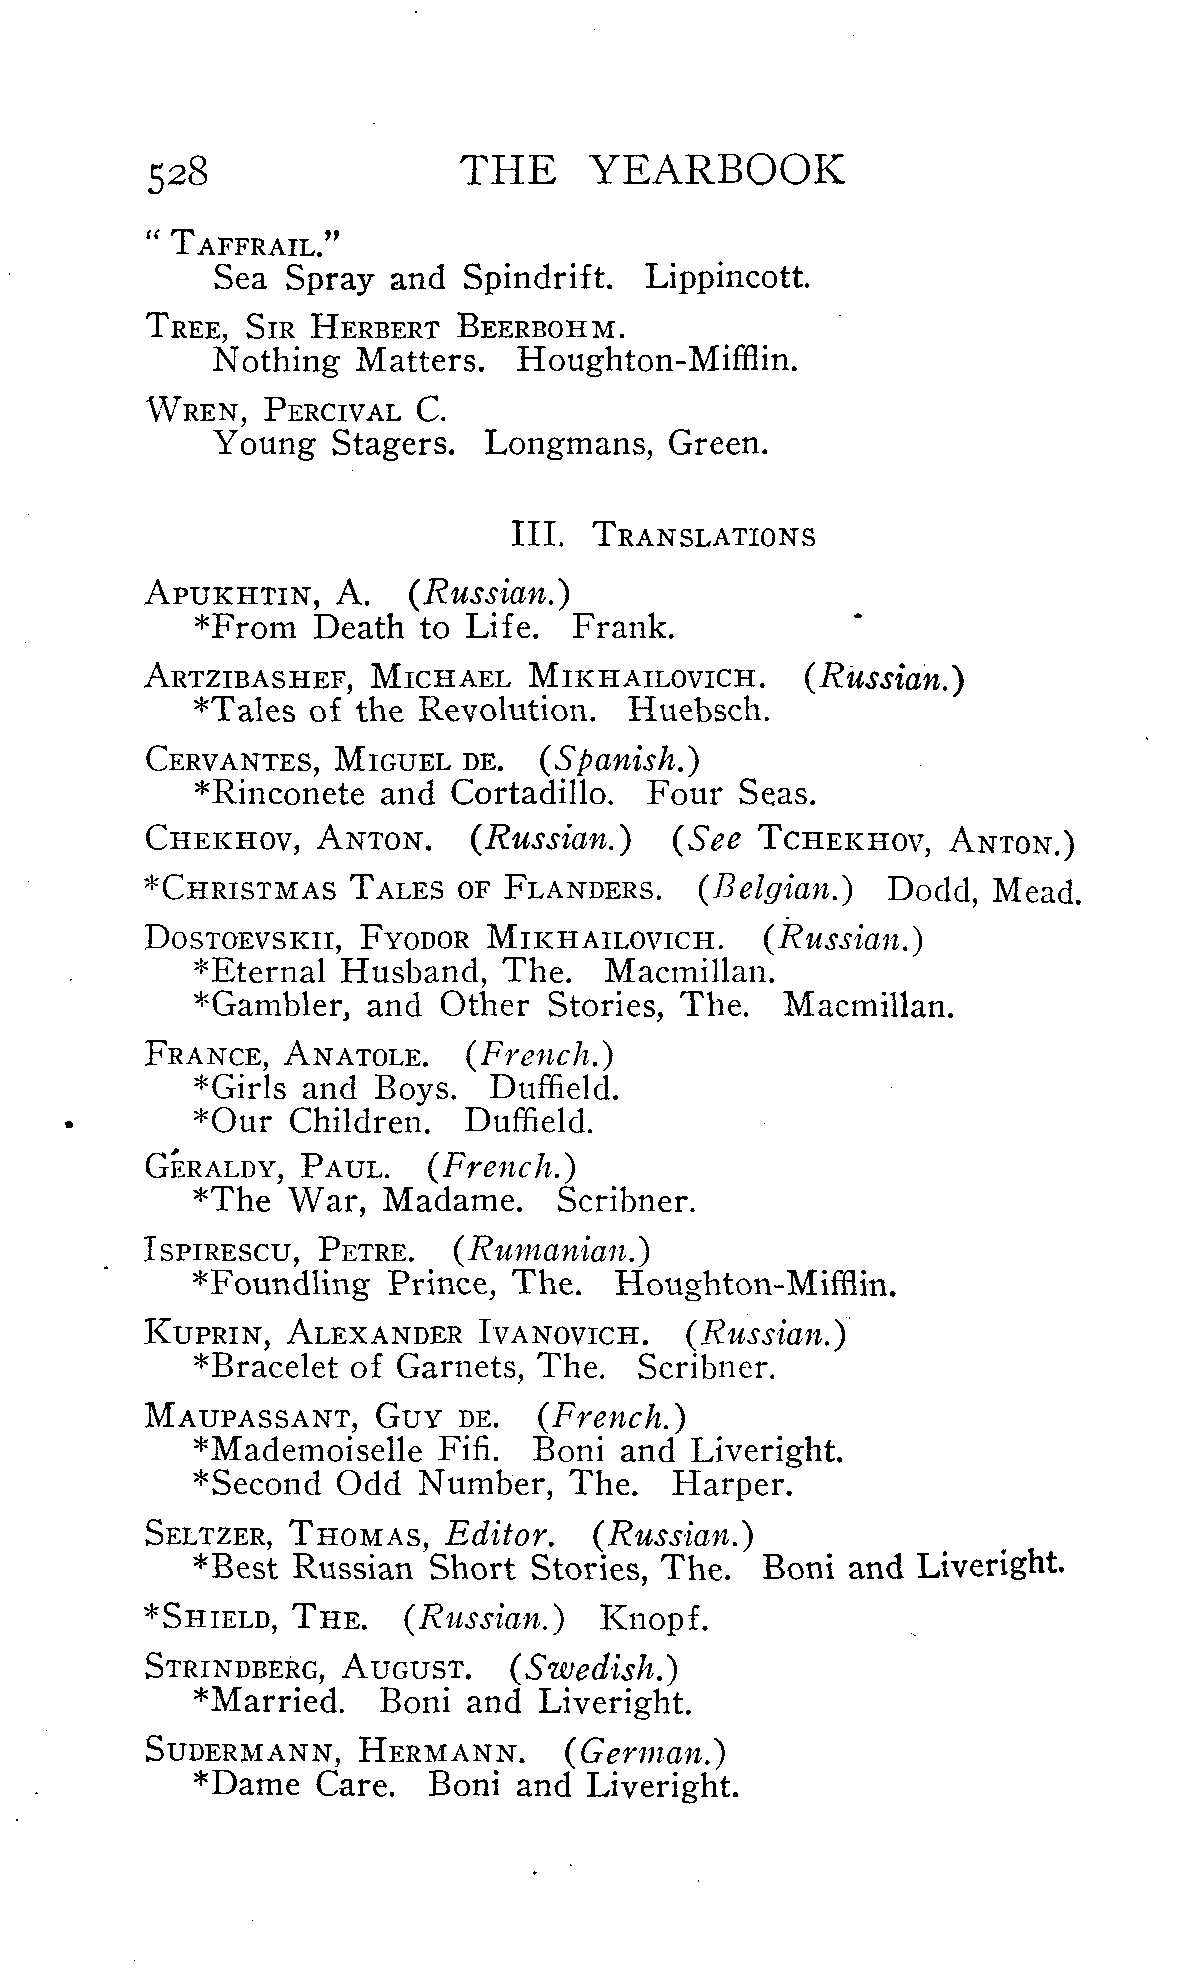 528 THE YEARBOOK
“ TAFFRAIL.”
Sea Spray and Spindrift. Lippincott.
TREE, SIR HERBERT BEERBOHM.
Nothing Matters. Houghton-Mifflin.
WREN, PERCIVAL C.
Young Stagers. Longmans, Green.
III. TRANSLATIONS
APUKHTIN, A. (Russian.)
*From Death to Life. Frank.
ARTZIBASHEF, MICHAEL MIKHAILOVICH. (Russian.)
*Tales of the Revolution. Huebsch.
CERVANTES, MIGUEL DE. (Spanish.)
*Rinconete and Cortadillo. Four Seas.
CHEKHOV, ANTON. (Russian.) (See TCHEKHOV, ANTON.)
*CHRISTMAS TALES OF FLANDERS. (Belgian.) Dodd, Mead.
DOSTOEVSKII, FYODOR MIKHAILOVICH. (Russian.)
*Eternal Husband, The. Macmillan.
*Gambler, and Other Stories, The. Macmillan.
FRANCE, ANATOLE. (French.)
*Girls and Boys. Duffield.
*Our Children. Duffield.
GÉRALDY, PAUL. (French.)
*The War, Madame. Scribner.
ISPIRESCU, PETRE. (Rumanian.)
*Foundling Prince, The. Houghton-Mifflin.
KUPRIN, ALEXANDER IVANOVICH. (Russian.)
*Bracelet of Garnets, The. Scribner.
MAUPASSANT, GUY DE. (French.)
*Mademoiselle Fifi. Boni and Liveright.
*Second Odd Number, The. Harper.
SELTZER, THOMAS, Editor. (Russian.)
*Best Russian Short Stories, The. Boni and Liveright.
*SHIELD, THE. (Russian.) Knopf.
STRINDBERG, AUGUST. (Swedish.)
*Married. Boni and Liveright.
SUDERMANN, HERMANN. (German.)
*Dame Care. Boni and Liveright.